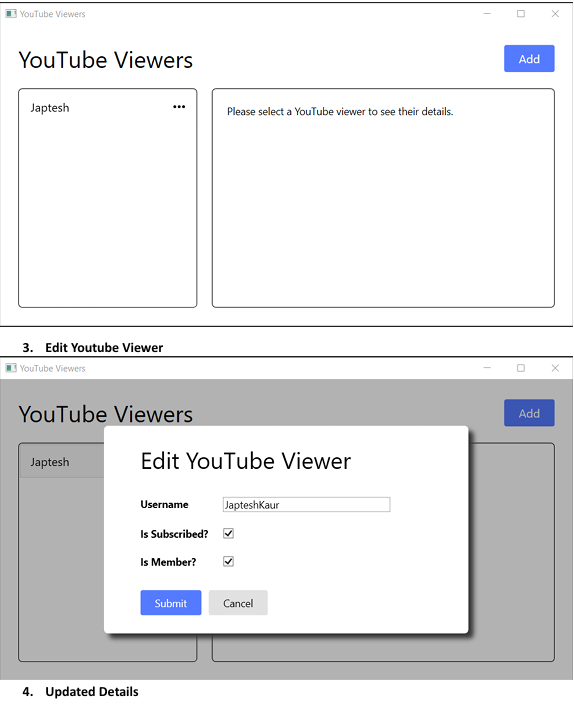 YouTube Viewers
YouTube Viewers
Add
Japtesh •••
Please select a YouTube viewer to see their details.
3. Edit Youtube Viewer
YouTube Viewers
YouTube Viewers
Add
Japtesh
Edit YouTube Viewer
Username JapteshKaur
Is Subscribed?
Is Member?
Submit Cancel
4. Updated Details